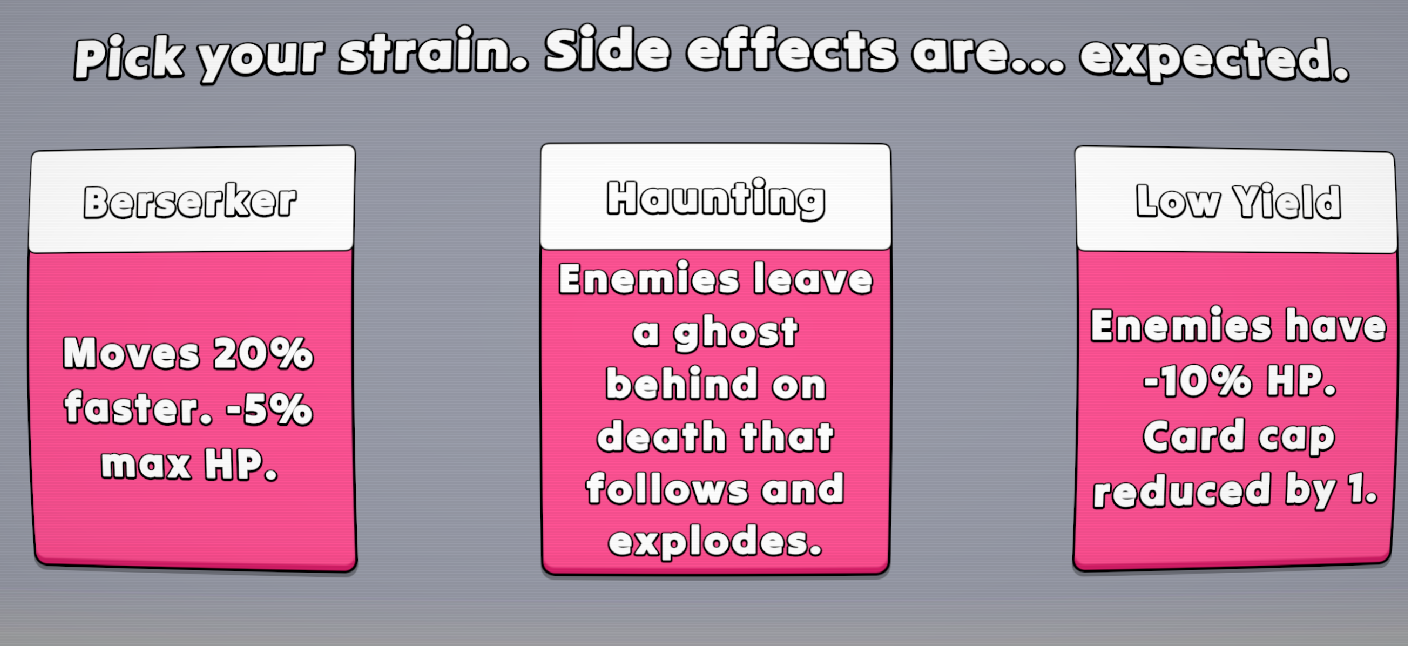 Pick your strain. Side effects are... expected.
Berserker
Moves 20%
faster. -5%
max HP.
Haunting
Enemies leave
a ghost
behind on
death that
follows and
explodes.
Low Yield
Enemies have
-10% HP.
Card cap
reduced by 1.